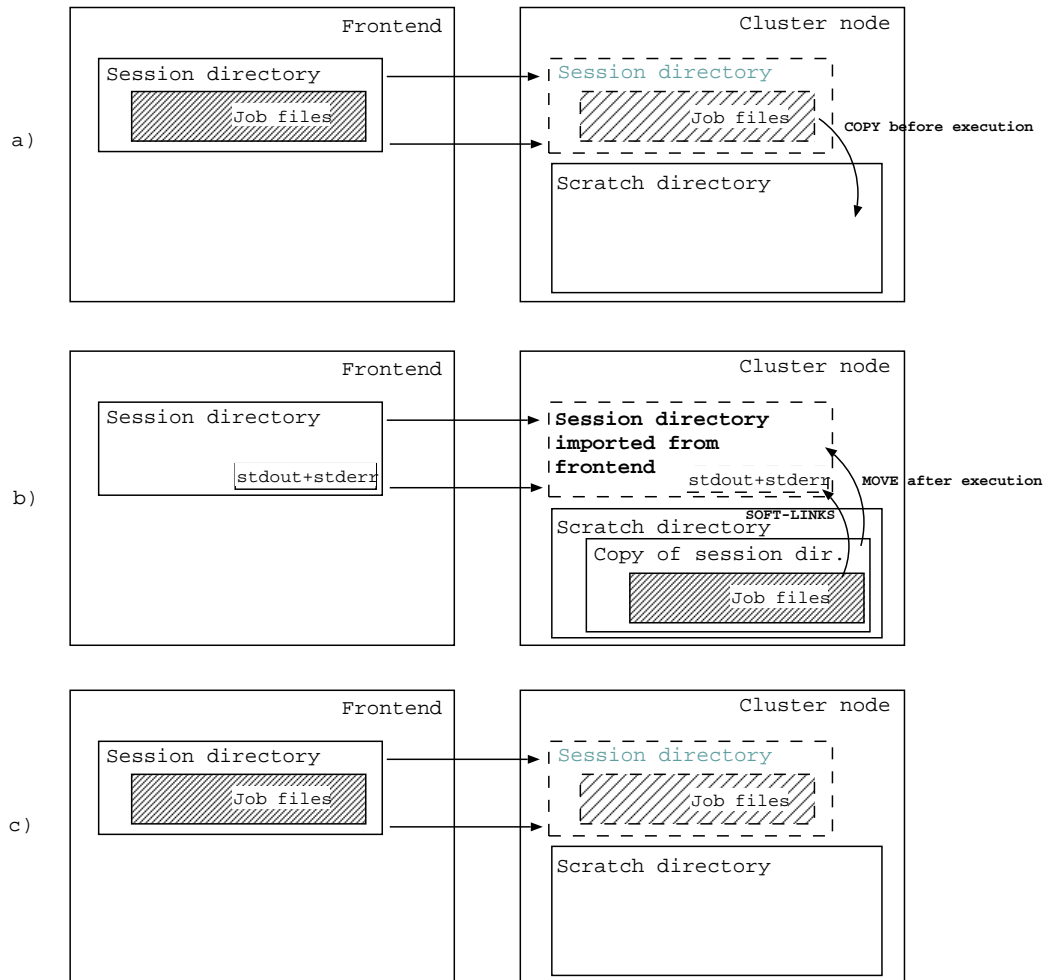 Frontend
Cluster node
Session directory
Session directory
Job files
Job files
a)
COPY before execution
Scratch directory
Frontend
Cluster node
Session directory
Session directory
imported from
frontend
stdout+stderr
stdout+stderr
MOVE after execution
b)
SOFT-LINKS
Scratch directory
Copy of session dir.
Job files
Frontend
Cluster node
Session directory
Session directory
Job files
Job files
c)
Scratch directory